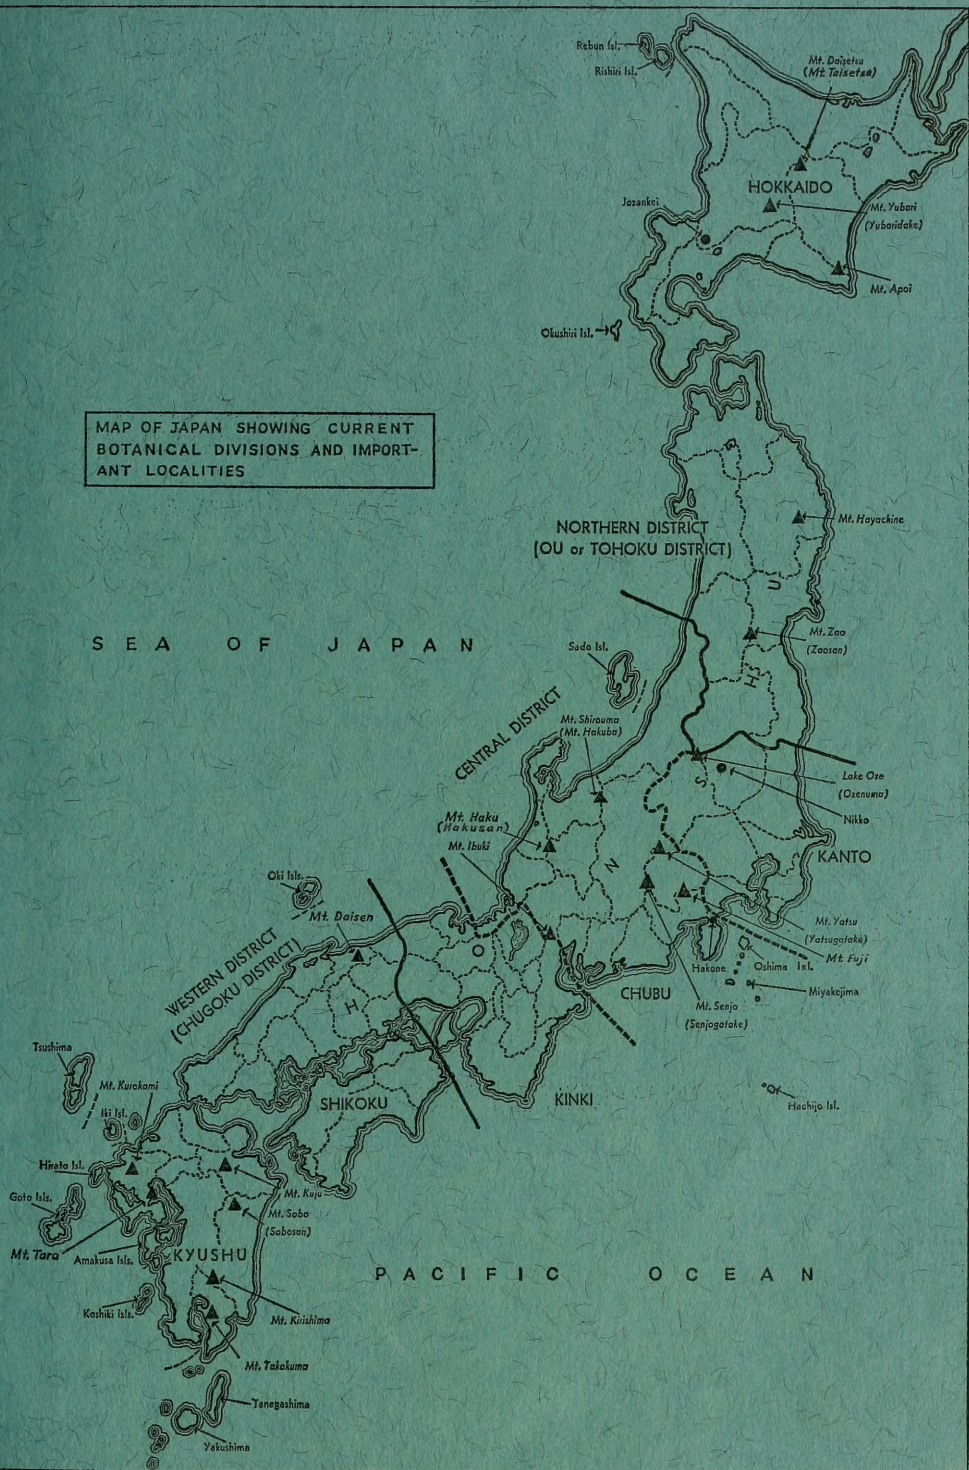 Rebun Isl.
Rishiri Isl.
Mt. Daisetsu
(Mt. Taisetsu)
HOKKAIDO
Jozankei
Mt. Yubari
(Yubaridake)
Mt. Apoi
Okushiri Isl.
MAP OF JAPAN SHOWING CURRENT
BOTANICAL DIVISIONS AND IMPORT-
ANT LOCALITIES
NORTHERN DISTRICT
(OU or TOHOKU DISTRICT)
Mt. Hayachine
SEA OF JAPAN
Mt. Zao
(Zaosan)
Sado Isl.
CENTRAL DISTRICT
Mt. Shirouma
(Mt. Hakuba)
Lake Oze
(Ozenuma)
Nikko
Mt. Haku
(Hakusan)
Mt. Ibuki
KANTO
HONSHU
Oki Isls.
Mt. Daisen
WESTERN DISTRICT
(CHUGOKU DISTRICT)
Mt. Yatsu
(Yatsugatake)
Mt. Fuji
Hakone
Oshima Isl.
Miyakejima
CHUBU
Mt. Senjo
(Senjogatake)
Tsushima
Mt. Kurokami
Iki Isl.
SHIKOKU
KINKI
Hachijo Isl.
Hirato Isl.
Goto Isls.
Mt. Kuju
Mt. Sobo
(Sobosan)
Mt. Tara
Amakusa Isls.
KYUSHU
PACIFIC OCEAN
Koshiki Isls.
Mt. Kirishima
Mt. Takakuma
Tanegashima
Yakushima